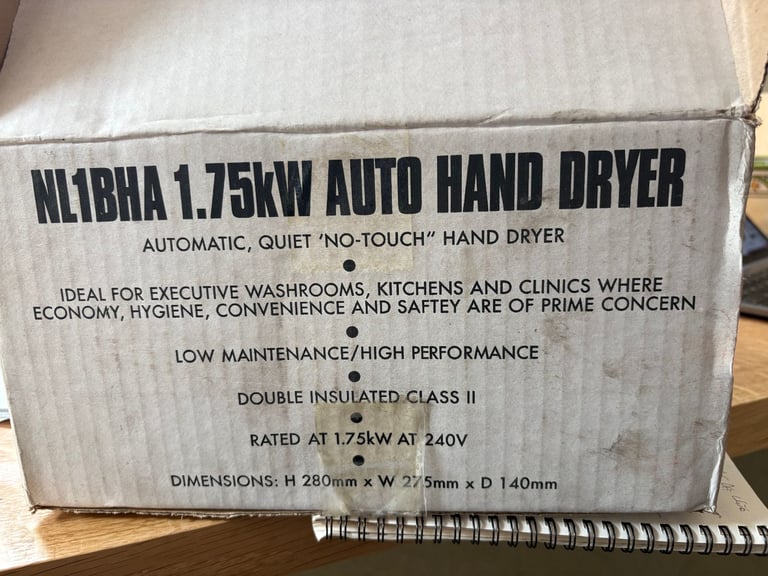 NL1BHA 1.75kW AUTO HAND DRYER
AUTOMATIC, QUIET 'NO-TOUCH" HAND DRYER
IDEAL FOR EXECUTIVE WASHROOMS, KITCHENS AND CLINICS WHERE
ECONOMY, HYGIENE, CONVENIENCE AND SAFTEY ARE OF PRIME CONCERN
LOW MAINTENANCE/HIGH PERFORMANCE
DOUBLE INSULATED CLASS II
RATED AT 1.75kW AT 240V
DIMENSIONS: H 280mm x W 275mm x D 140mm